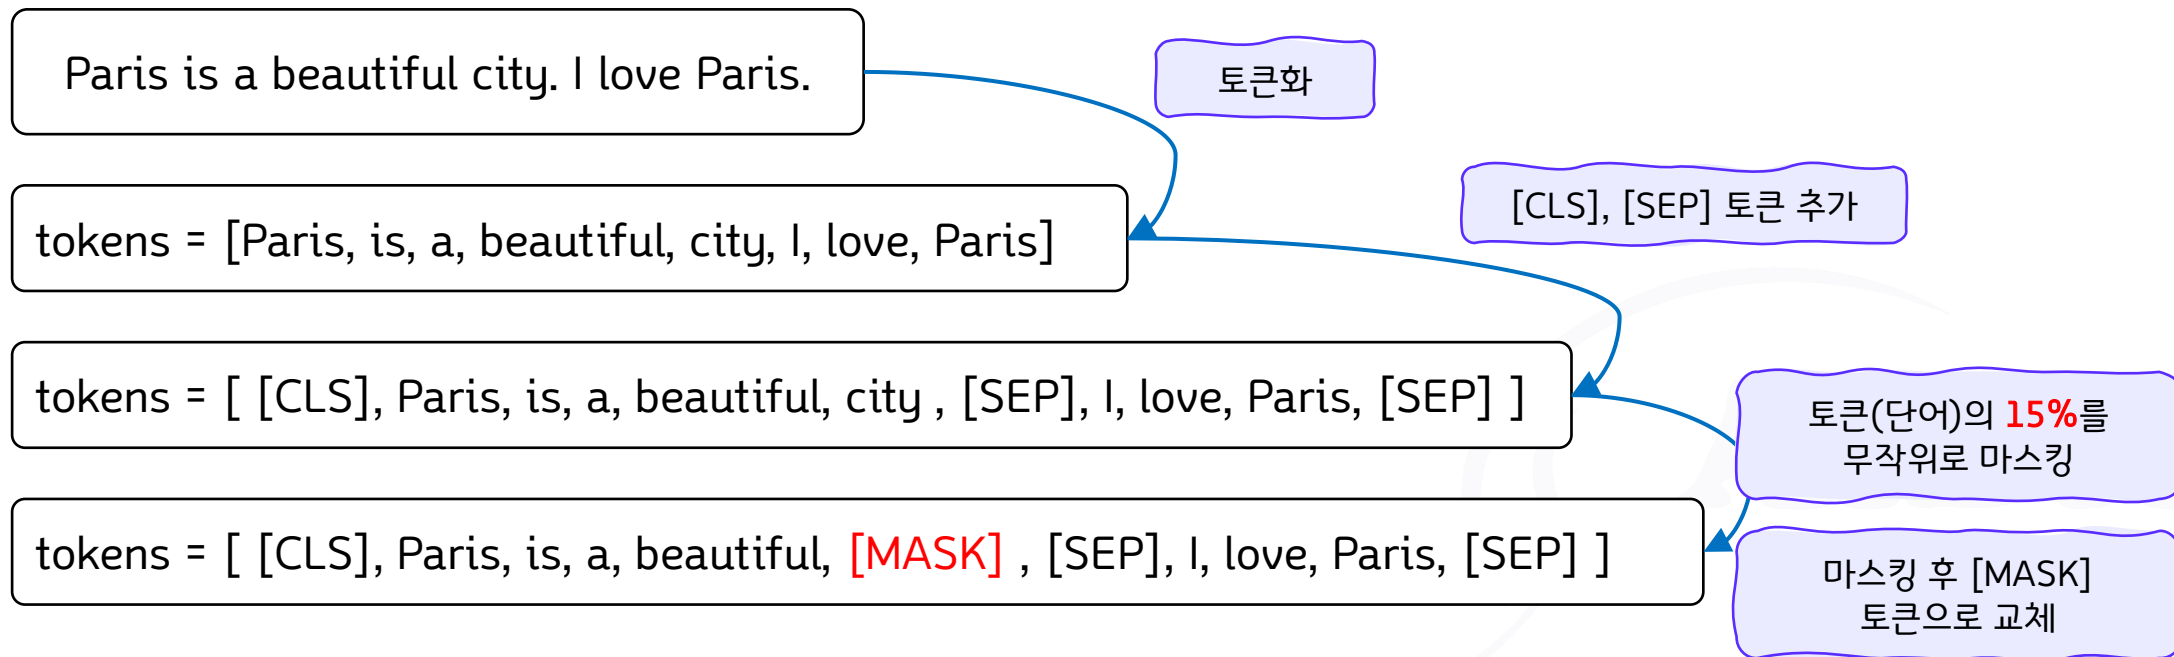 Paris is a beautiful city. I love Paris.
토큰화
tokens = [Paris, is, a, beautiful, city, I, love, Paris]
[CLS], [SEP] 토큰 추가
tokens = [ [CLS], Paris, is, a, beautiful, city , [SEP], I, love, Paris, [SEP] ]
토큰(단어)의 15%를
무작위로 마스킹
tokens = [ [CLS], Paris, is, a, beautiful, [MASK] , [SEP], I, love, Paris, [SEP] ]
마스킹 후 [MASK]
토큰으로 교체